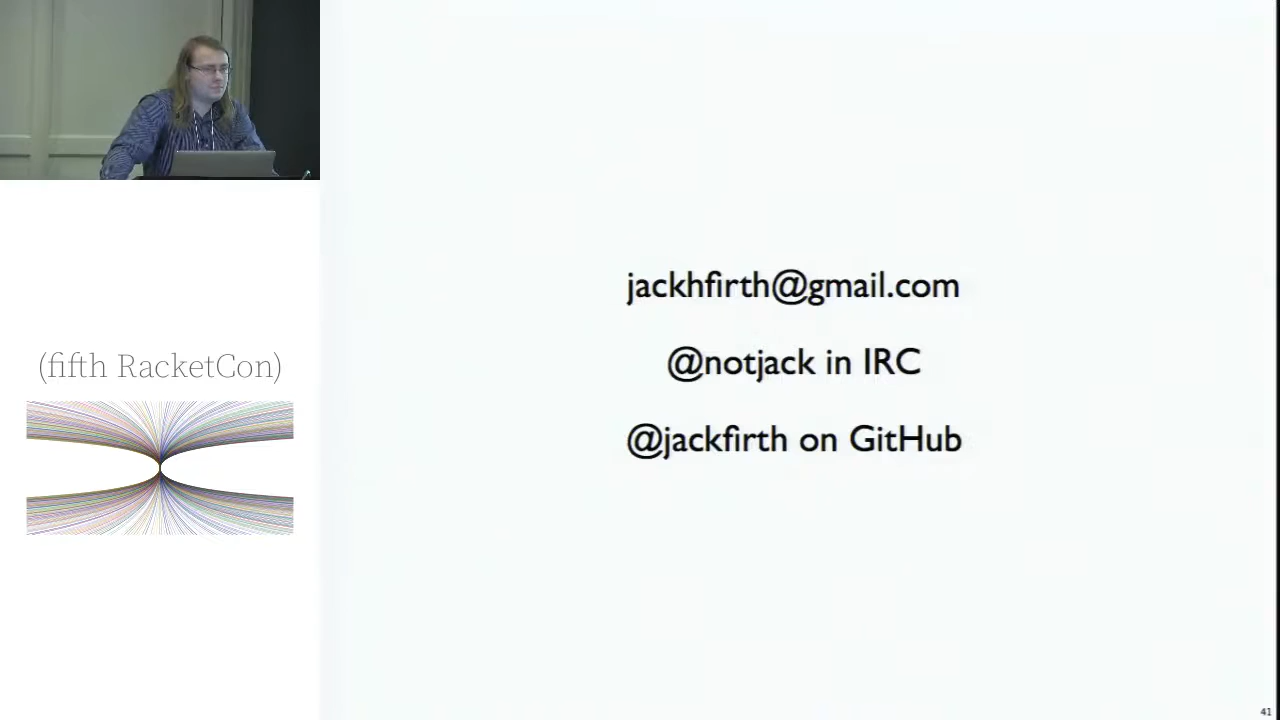 (fifth RacketCon)
jackhfirth@gmail.com
@notjack in IRC
@jackfirth on GitHub
41